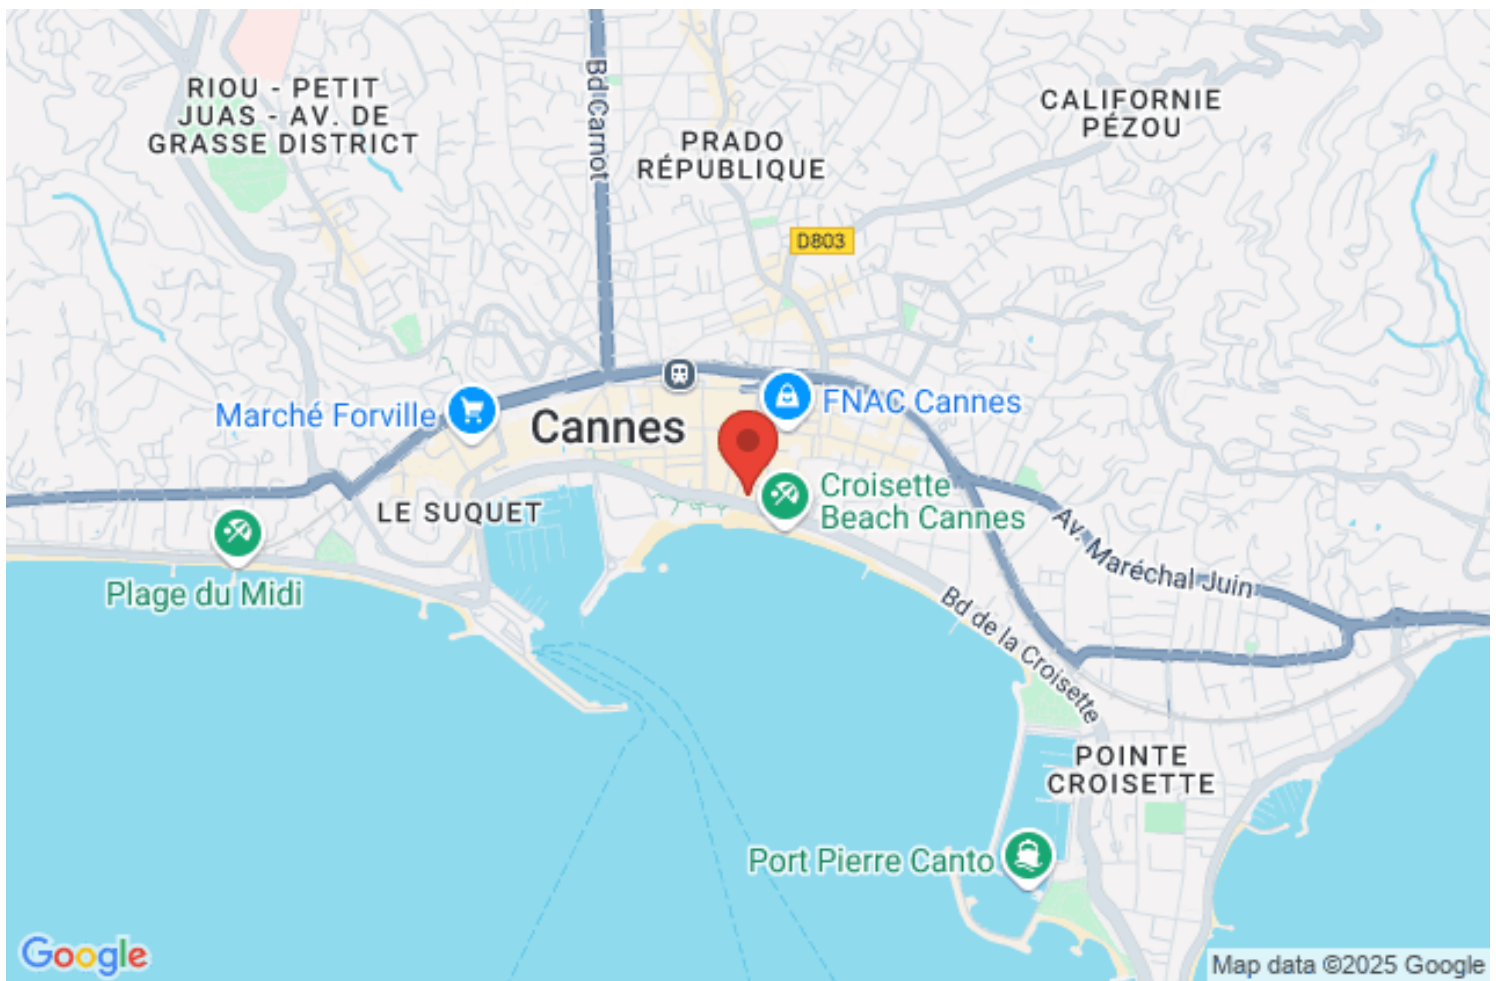 RIOU - PETIT
JUAS - AV. DE
GRASSE DISTRICT
Bd Carnot
PRADO
RÉPUBLIQUE
CALIFORNIE
PÉZOU
D803
Marché Forville
Cannes
FNAC Cannes
Croisette
Beach Cannes
LE SUQUET
Plage du Midi
Av. Maréchal Juin
Bd de la Croisette
POINTE
CROISETTE
Port Pierre Canto
Google
Map data ©2025 Google